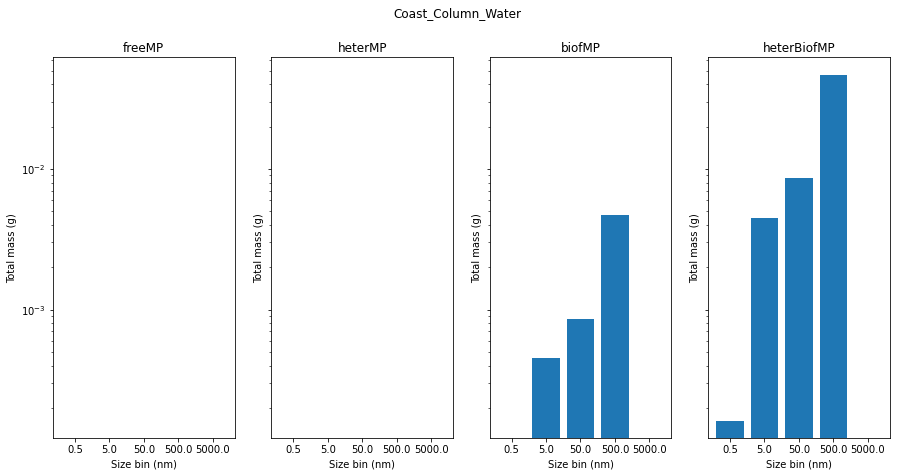 Coast_Column_Water
freeMP
heterMP
biofMP
heterBiofMP
Total mass (g)
10⁻²
10⁻³
0.5 5.0 50.0 500.0 5000.0
Size bin (nm)
Total mass (g)
0.5 5.0 50.0 500.0 5000.0
Size bin (nm)
Total mass (g)
0.5 5.0 50.0 500.0 5000.0
Size bin (nm)
Total mass (g)
0.5 5.0 50.0 500.0 5000.0
Size bin (nm)